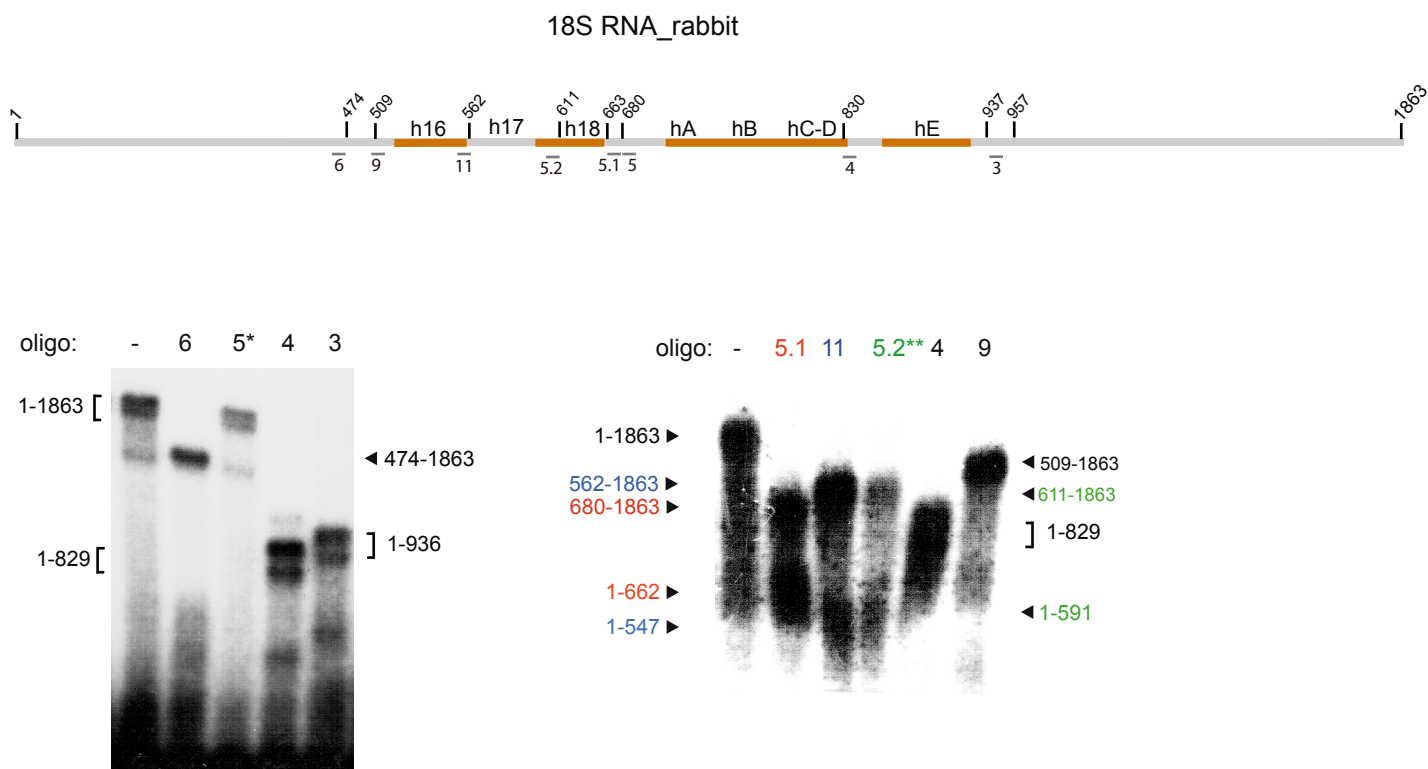 18S RNA_rabbit
1 474 509 562 611 663 680 830 937 957 1863
h16 h17 h18 hA hB hC-D hE
6 9 11 5.2 5.1 5 4 3
oligo: - 6 5* 4 3
1-1863
474-1863
1-829
1-936
oligo: - 5.1 11 5.2** 4 9
1-1863
562-1863
680-1863
1-662
1-547
509-1863
611-1863
1-829
1-591